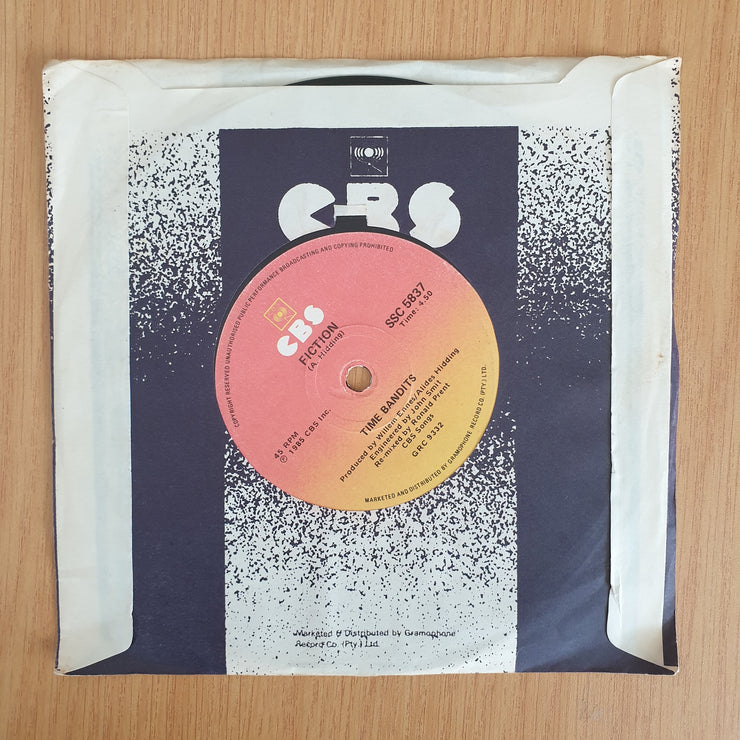 CBS
COPYRIGHT RESERVED UNAUTHORISED PUBLIC PERFORMANCE BROADCASTING AND COPYING PROHIBITED
CBS
FICTION
(A. Hidding)
SSC 5837
Time: 4.50
45 RPM
℗ 1985 CBS Inc.
TIME BANDITS
Produced by Willem Ennes/Alides Hidding
Engineered by John Smit
Re-mixed by Ronald Prent
CBS Songs
GRC 9332
MARKETED AND DISTRIBUTED BY GRAMOPHONE RECORD CO. (PTY.) LTD.
Marketed & Distributed by Gramophone
Record Co. (Pty.) Ltd.